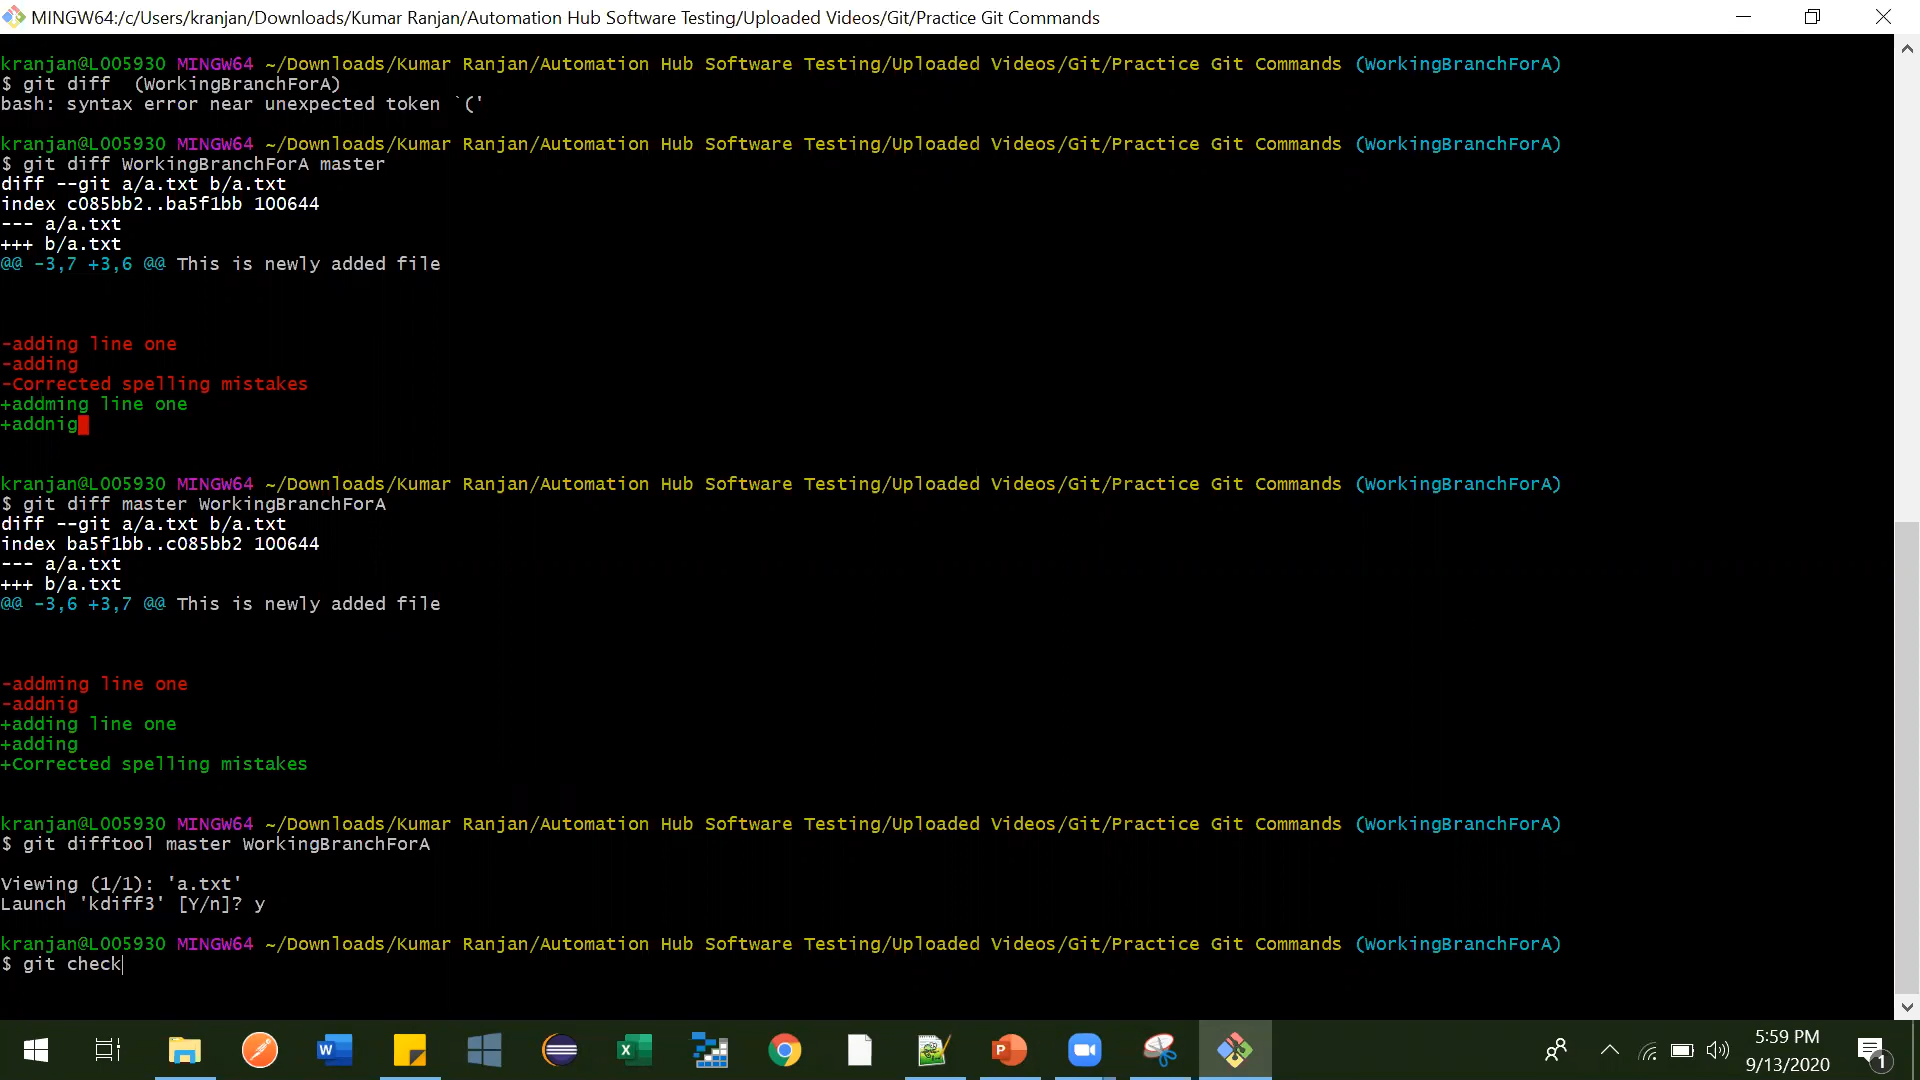 MINGW64:/c/Users/kranjan/Downloads/Kumar Ranjan/Automation Hub Software Testing/Uploaded Videos/Git/Practice Git Commands
kranjan@L005930 MINGW64 ~/Downloads/Kumar Ranjan/Automation Hub Software Testing/Uploaded Videos/Git/Practice Git Commands (WorkingBranchForA)
$ git diff  (WorkingBranchForA)
bash: syntax error near unexpected token `('
kranjan@L005930 MINGW64 ~/Downloads/Kumar Ranjan/Automation Hub Software Testing/Uploaded Videos/Git/Practice Git Commands (WorkingBranchForA)
$ git diff WorkingBranchForA master
diff --git a/a.txt b/a.txt
index c085bb2..ba5f1bb 100644
--- a/a.txt
+++ b/a.txt
@@ -3,7 +3,6 @@ This is newly added file
-adding line one
-adding
-Corrected spelling mistakes
+addming line one
+addnig
kranjan@L005930 MINGW64 ~/Downloads/Kumar Ranjan/Automation Hub Software Testing/Uploaded Videos/Git/Practice Git Commands (WorkingBranchForA)
$ git diff master WorkingBranchForA
diff --git a/a.txt b/a.txt
index ba5f1bb..c085bb2 100644
--- a/a.txt
+++ b/a.txt
@@ -3,6 +3,7 @@ This is newly added file
-addming line one
-addnig
+adding line one
+adding
+Corrected spelling mistakes
kranjan@L005930 MINGW64 ~/Downloads/Kumar Ranjan/Automation Hub Software Testing/Uploaded Videos/Git/Practice Git Commands (WorkingBranchForA)
$ git difftool master WorkingBranchForA
Viewing (1/1): 'a.txt'
Launch 'kdiff3' [Y/n]? y
kranjan@L005930 MINGW64 ~/Downloads/Kumar Ranjan/Automation Hub Software Testing/Uploaded Videos/Git/Practice Git Commands (WorkingBranchForA)
$ git check
W
X
P
5:59 PM
9/13/2020
1